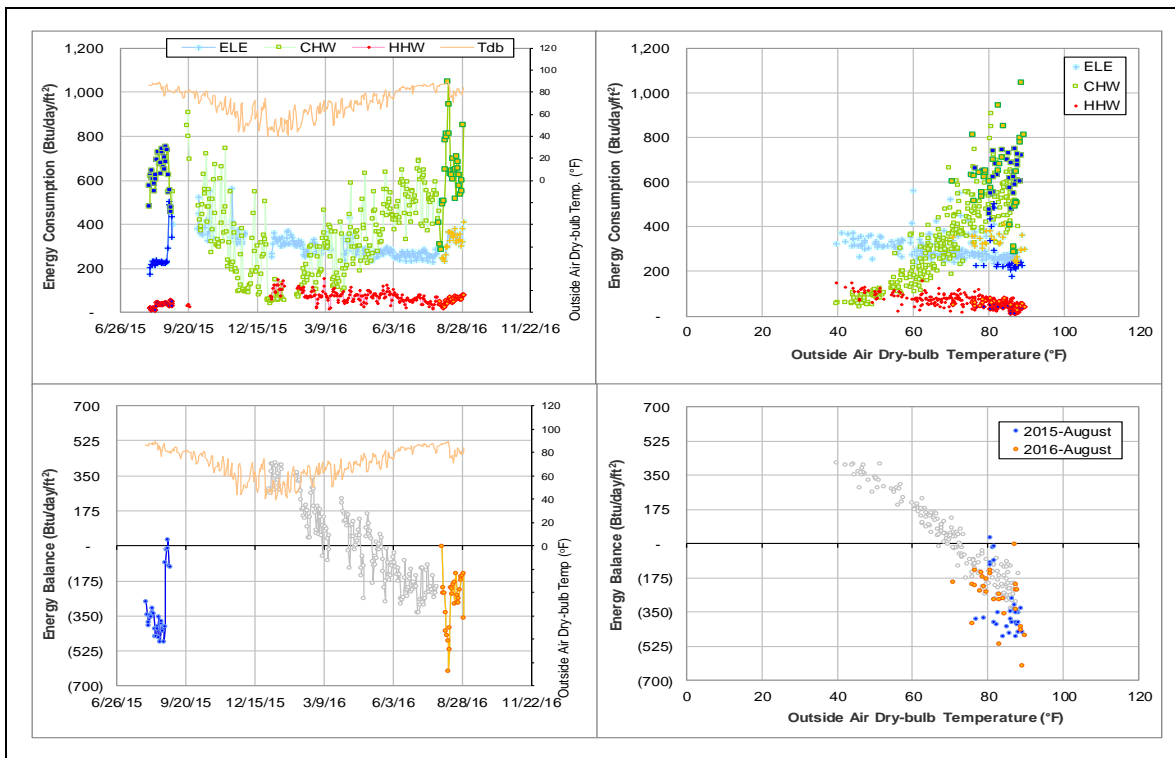 ELE CHW HHW Tdb
Energy Consumption (Btu/day/ft²)
1,200
1,000
800
600
400
200
-
120
100
80
60
40
20
0
Outside Air Dry-bulb Temp. (°F)
6/26/15 9/20/15 12/15/15 3/9/16 6/3/16 8/28/16 11/22/16
Energy Consumption (Btu/day/ft²)
1,200
1,000
800
600
400
200
-
ELE
CHW
HHW
0 20 40 60 80 100 120
Outside Air Dry-bulb Temperature (°F)
Energy Balance (Btu/day/ft²)
700
525
350
175
-
(175)
(350)
(525)
(700)
120
100
80
60
40
20
0
Outside Air Dry-bulb Temp (°F)
6/26/15 9/20/15 12/15/15 3/9/16 6/3/16 8/28/16 11/22/16
Energy Balance (Btu/day/ft²)
700
525
350
175
-
(175)
(350)
(525)
(700)
2015-August
2016-August
0 20 40 60 80 100 120
Outside Air Dry-bulb Temperature (°F)